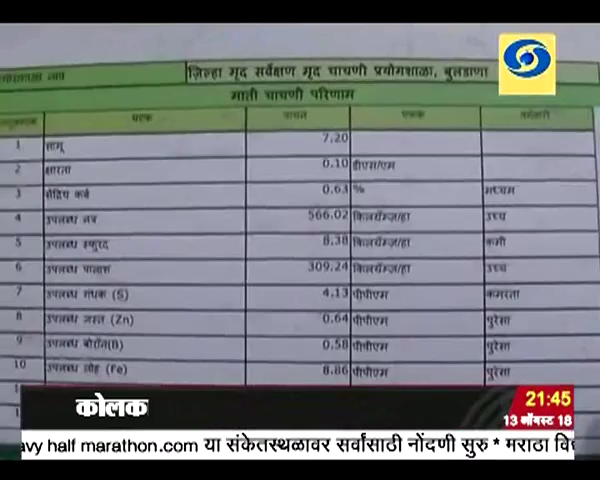 जिल्हा मृद सर्वेक्षण मृद चाचणी प्रयोगशाळा, बुलडाणा
माती चाचणी परिणाम
घटक
1 सामू 7.20
2 क्षारता 0.10 डीएस/एम
3 सेंद्रिय कर्ब 0.63 % मध्यम
4 उपलब्ध नत्र 566.02 किलोग्रॅम/हा उच्च
5 उपलब्ध स्फुरद 8.38 किलोग्रॅम/हा कमी
6 उपलब्ध पालाश 309.24 किलोग्रॅम/हा उच्च
7 उपलब्ध गंधक (S) 4.13 पीपीएम कमरता
8 उपलब्ध जस्त (Zn) 0.64 पीपीएम पुरेसा
9 उपलब्ध बोरॉन(B) 0.58 पीपीएम पुरेसा
10 उपलब्ध लोह (Fe) 8.86 पीपीएम पुरेसा
कोलक
21:45
13 ऑगस्ट 18
avy half marathon.com या संकेतस्थळावर सर्वांसाठी नोंदणी सुरु * मराठा वि